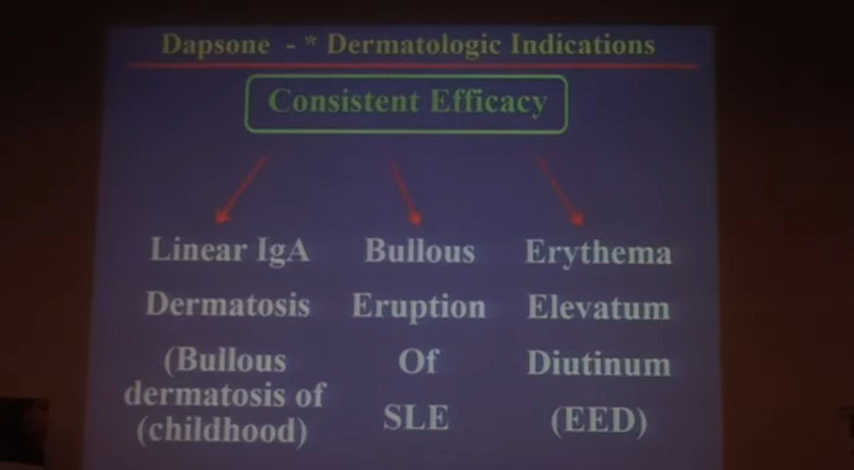 Dapsone - * Dermatologic Indications
Consistent Efficacy
Linear IgA
Dermatosis
(Bullous
dermatosis of
(childhood)
Bullous
Eruption
Of
SLE
Erythema
Elevatum
Diutinum
(EED)